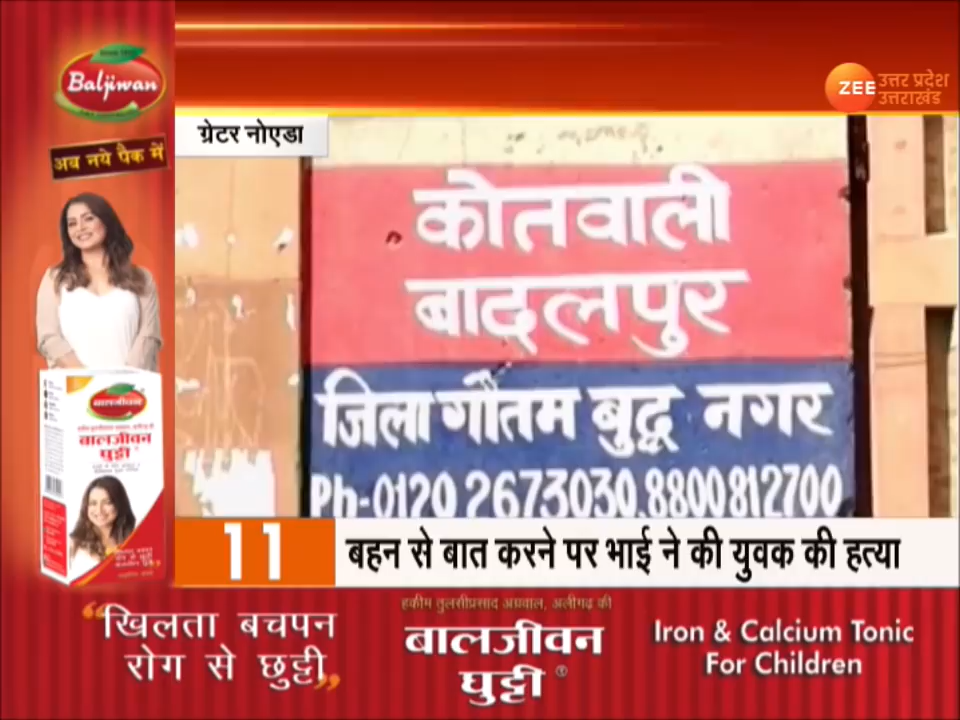 Baljiwan
अब नये पैक में
ZEE उत्तर प्रदेश
उत्तराखंड
ग्रेटर नोएडा
कोतवाली
बादलपुर
जिला गौतम बुद्ध नगर
Ph-0120 2673030,8800812700
11 बहन से बात करने पर भाई ने की युवक की हत्या
बालजीवन
बालजीवन
घुट्टी
“खिलता बचपन
रोग से छुट्टी„
हकीम तुलसीप्रसाद अग्रवाल, अलीगढ़ की
बालजीवन
घुट्टी®
Iron & Calcium Tonic
For Children